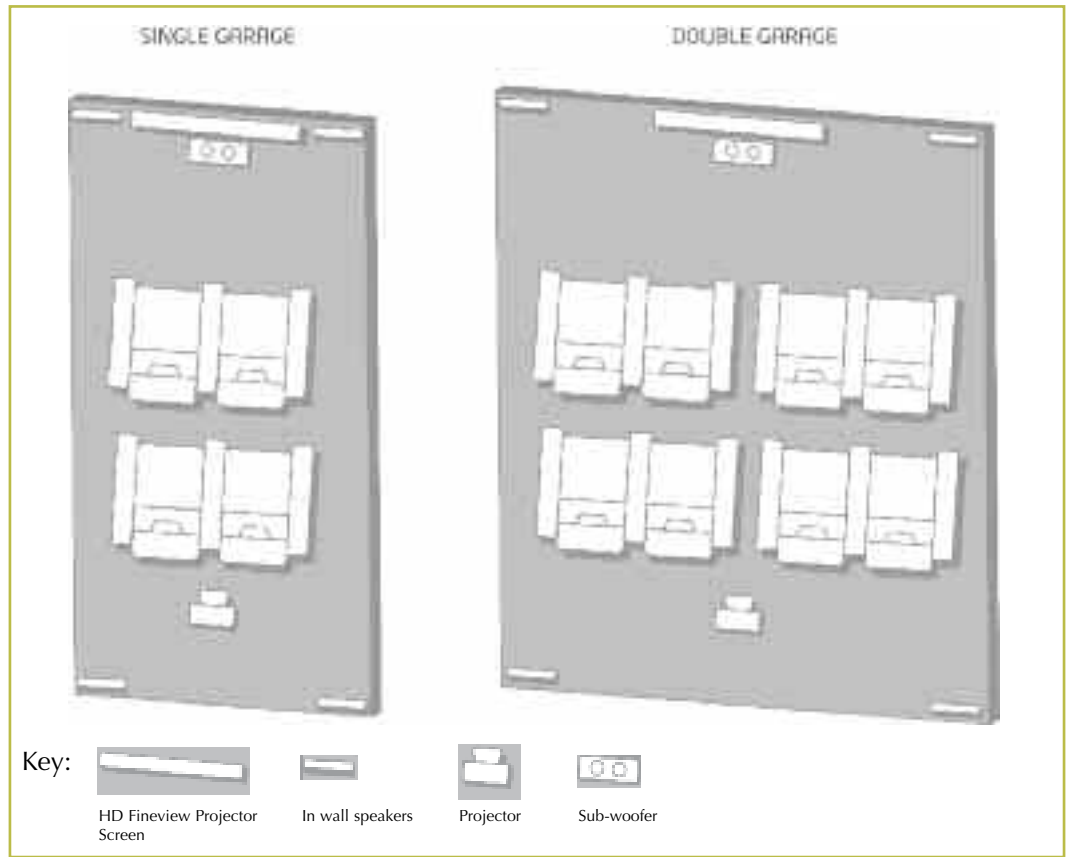 SINGLE GARAGE
DOUBLE GARAGE
Key:
HD Fineview Projector
Screen
In wall speakers
Projector
Sub-woofer